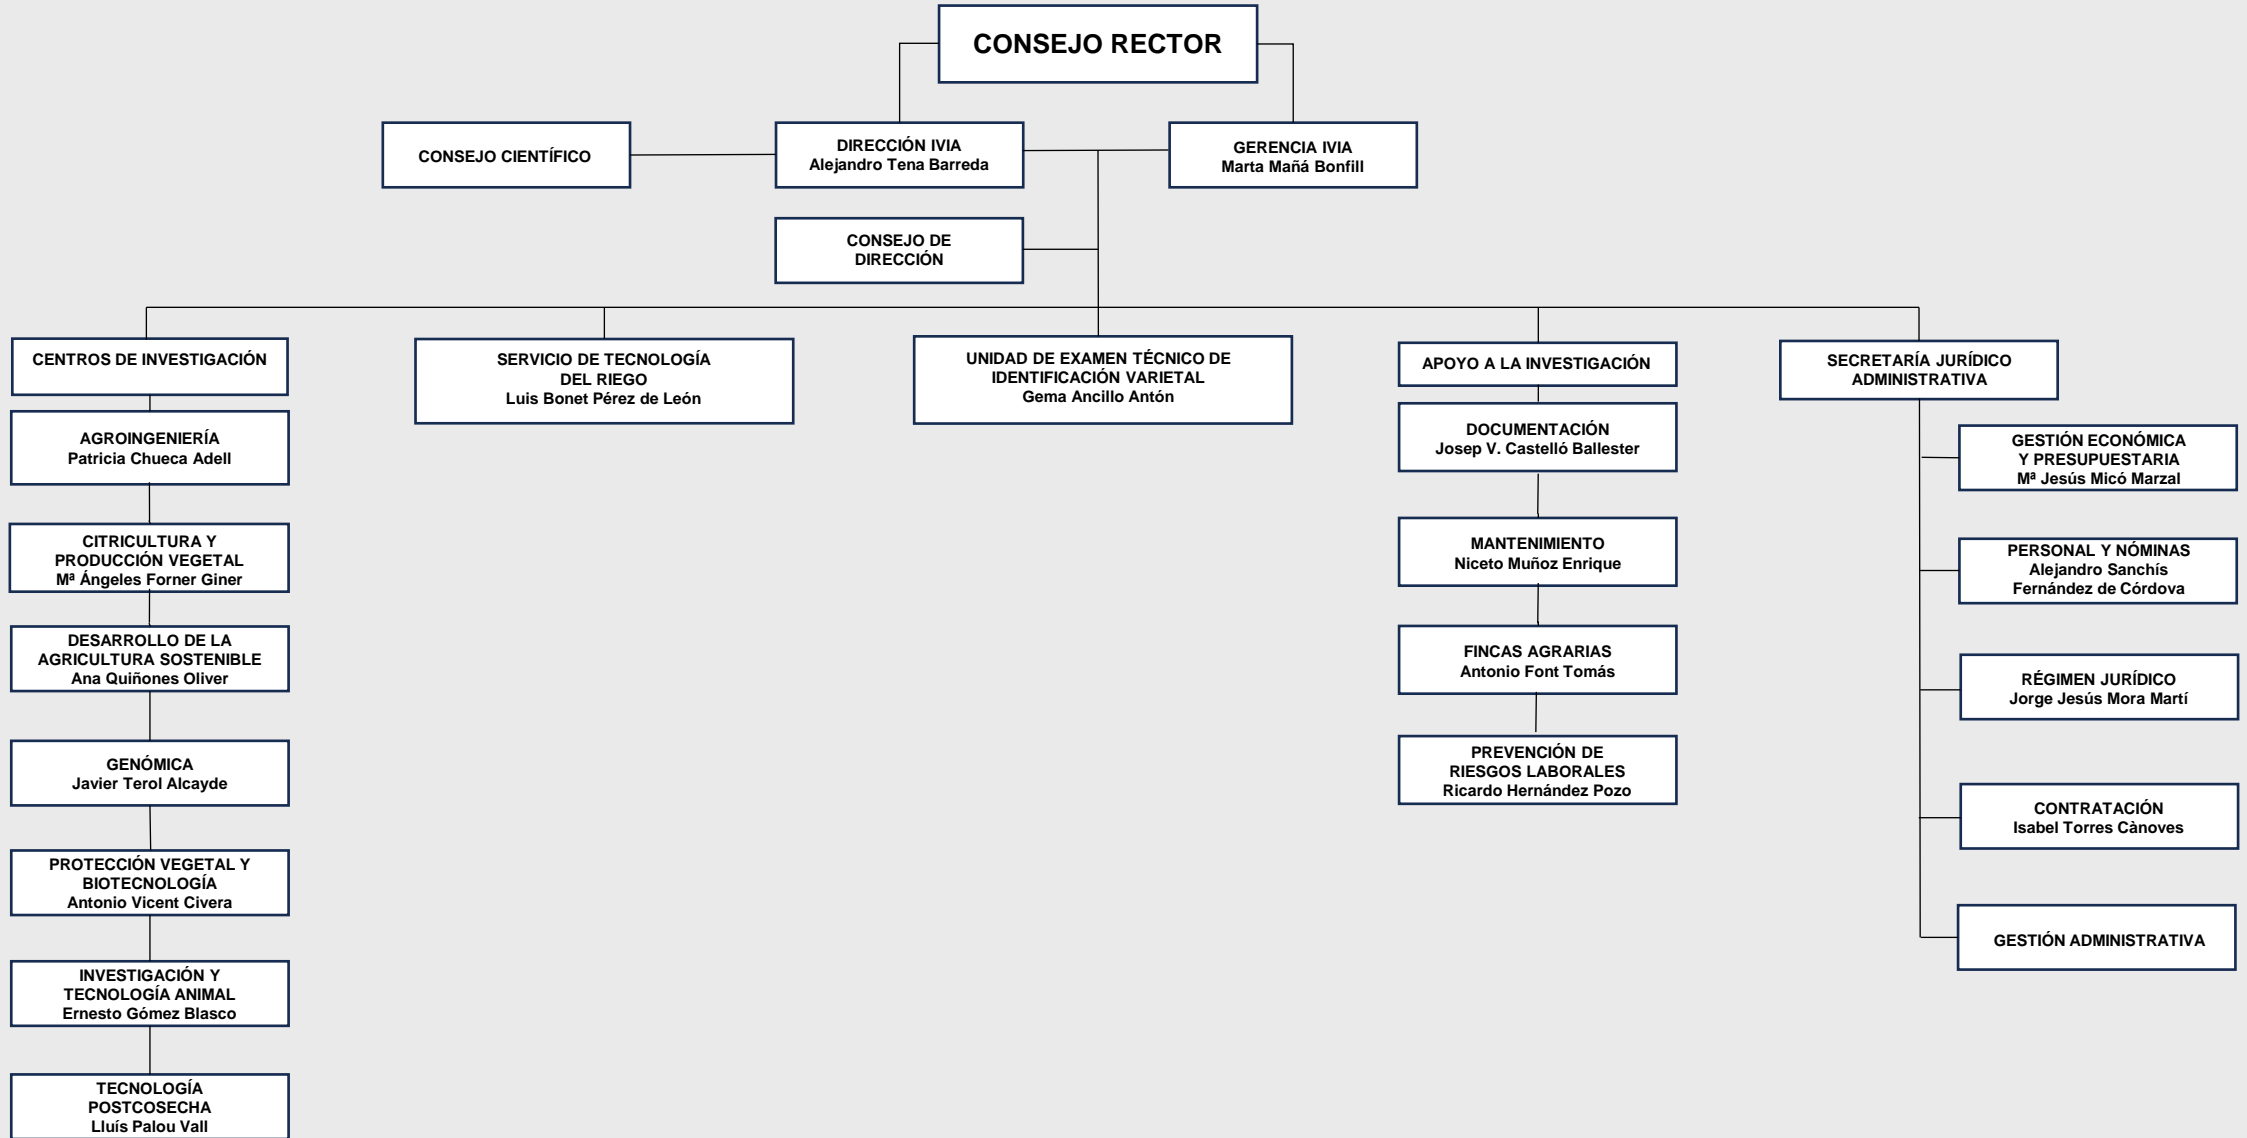 CONSEJO RECTOR
CONSEJO CIENTÍFICO
DIRECCIÓN IVIA
Alejandro Tena Barreda
GERENCIA IVIA
Marta Mañá Bonfill
CONSEJO DE
DIRECCIÓN
CENTROS DE INVESTIGACIÓN
AGROINGENIERÍA
Patricia Chueca Adell
CITRICULTURA Y
PRODUCCIÓN VEGETAL
Mª Ángeles Forner Giner
DESARROLLO DE LA
AGRICULTURA SOSTENIBLE
Ana Quiñones Oliver
GENÓMICA
Javier Terol Alcayde
PROTECCIÓN VEGETAL Y
BIOTECNOLOGÍA
Antonio Vicent Civera
INVESTIGACIÓN Y
TECNOLOGÍA ANIMAL
Ernesto Gómez Blasco
TECNOLOGÍA
POSTCOSECHA
Lluís Palou Vall
SERVICIO DE TECNOLOGÍA
DEL RIEGO
Luis Bonet Pérez de León
UNIDAD DE EXAMEN TÉCNICO DE
IDENTIFICACIÓN VARIETAL
Gema Ancillo Antón
APOYO A LA INVESTIGACIÓN
DOCUMENTACIÓN
Josep V. Castelló Ballester
MANTENIMIENTO
Niceto Muñoz Enrique
FINCAS AGRARIAS
Antonio Font Tomás
PREVENCIÓN DE
RIESGOS LABORALES
Ricardo Hernández Pozo
SECRETARÍA JURÍDICO
ADMINISTRATIVA
GESTIÓN ECONÓMICA
Y PRESUPUESTARIA
Mª Jesús Micó Marzal
PERSONAL Y NÓMINAS
Alejandro Sanchís
Fernández de Córdova
RÉGIMEN JURÍDICO
Jorge Jesús Mora Martí
CONTRATACIÓN
Isabel Torres Cànoves
GESTIÓN ADMINISTRATIVA